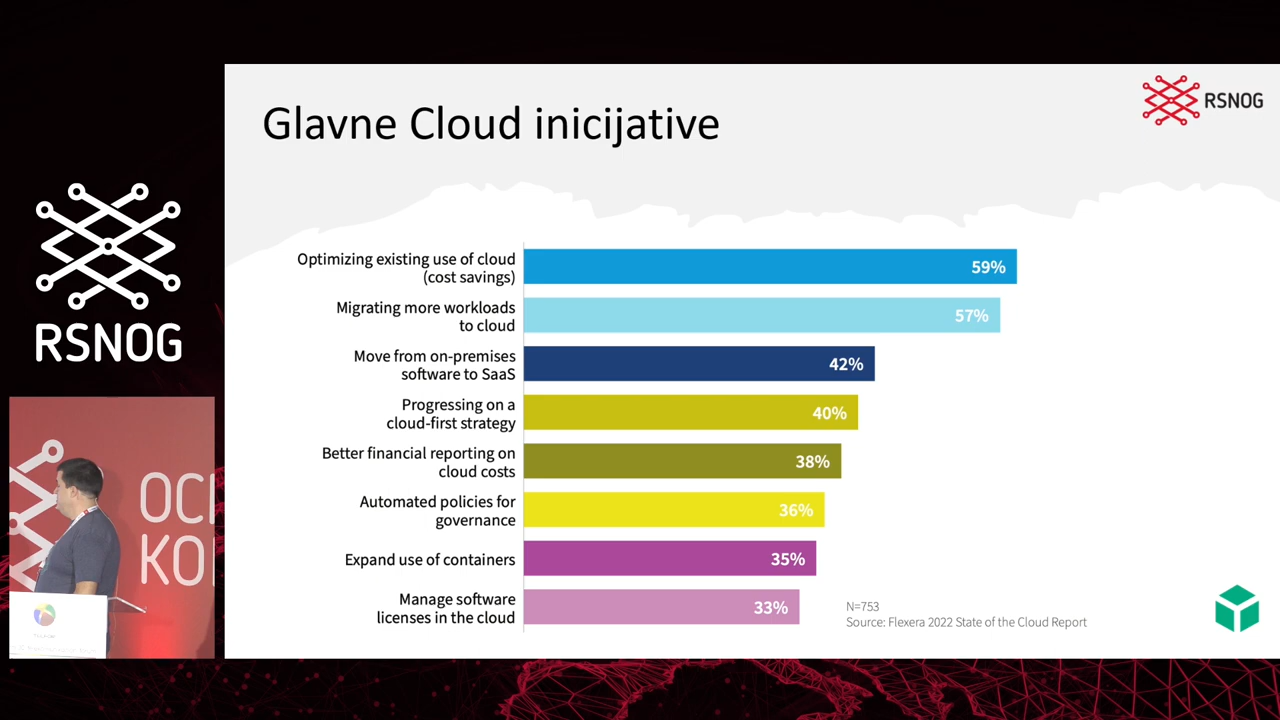 Glavne Cloud inicijative
RSNOG
RSNOG
Optimizing existing use of cloud
(cost savings)
59%
Migrating more workloads
to cloud
57%
Move from on-premises
software to SaaS
42%
Progressing on a
cloud-first strategy
40%
Better financial reporting on
cloud costs
38%
Automated policies for
governance
36%
Expand use of containers
35%
Manage software
licenses in the cloud
33%
N=753
Source: Flexera 2022 State of the Cloud Report